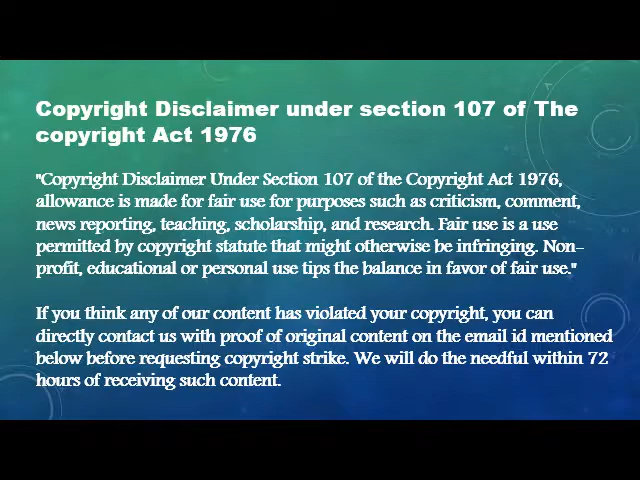 Copyright Disclaimer under section 107 of The
copyright Act 1976
"Copyright Disclaimer Under Section 107 of the Copyright Act 1976,
allowance is made for fair use for purposes such as criticism, comment,
news reporting, teaching, scholarship, and research. Fair use is a use
permitted by copyright statute that might otherwise be infringing. Non-
profit, educational or personal use tips the balance in favor of fair use."
If you think any of our content has violated your copyright, you can
directly contact us with proof of original content on the email id mentioned
below before requesting copyright strike. We will do the needful within 72
hours of receiving such content.